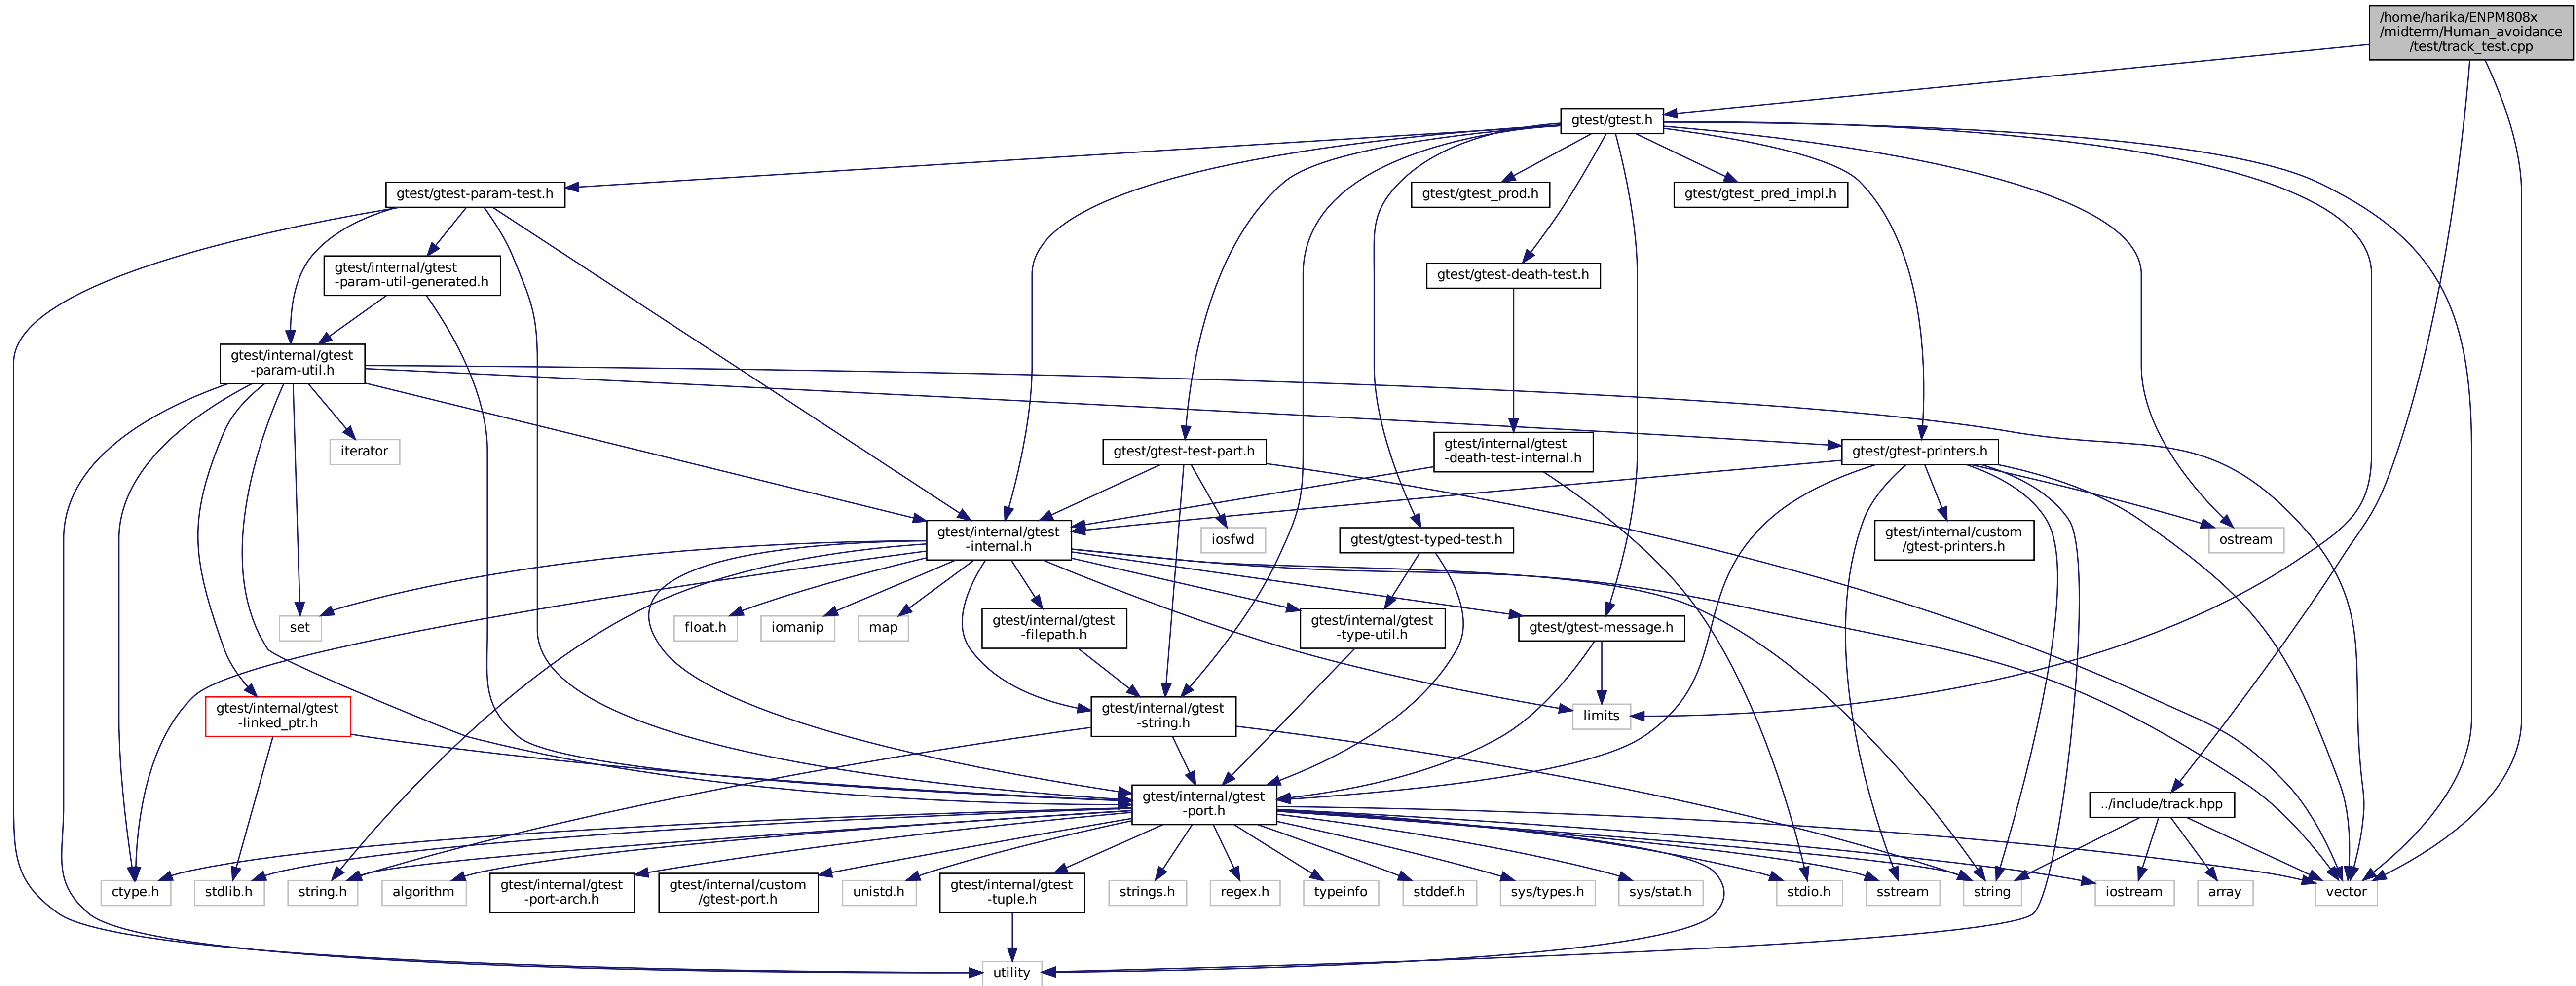 /home/harika/ENPM808x
/midterm/Human_avoidance
/test/track_test.cpp
gtest/gtest.h
gtest/gtest-param-test.h
gtest/gtest_prod.h
gtest/gtest_pred_impl.h
gtest/internal/gtest
-param-util-generated.h
gtest/gtest-death-test.h
gtest/internal/gtest
-param-util.h
iterator
gtest/gtest-test-part.h
gtest/internal/gtest
-death-test-internal.h
gtest/gtest-printers.h
gtest/internal/gtest
-internal.h
iosfwd
gtest/gtest-typed-test.h
gtest/internal/custom
/gtest-printers.h
ostream
set
float.h
iomanip
map
gtest/internal/gtest
-filepath.h
gtest/internal/gtest
-type-util.h
gtest/gtest-message.h
gtest/internal/gtest
-linked_ptr.h
gtest/internal/gtest
-string.h
limits
gtest/internal/gtest
-port.h
../include/track.hpp
ctype.h
stdlib.h
string.h
algorithm
gtest/internal/gtest
-port-arch.h
gtest/internal/custom
/gtest-port.h
unistd.h
gtest/internal/gtest
-tuple.h
strings.h
regex.h
typeinfo
stddef.h
sys/types.h
sys/stat.h
stdio.h
sstream
string
iostream
array
vector
utility